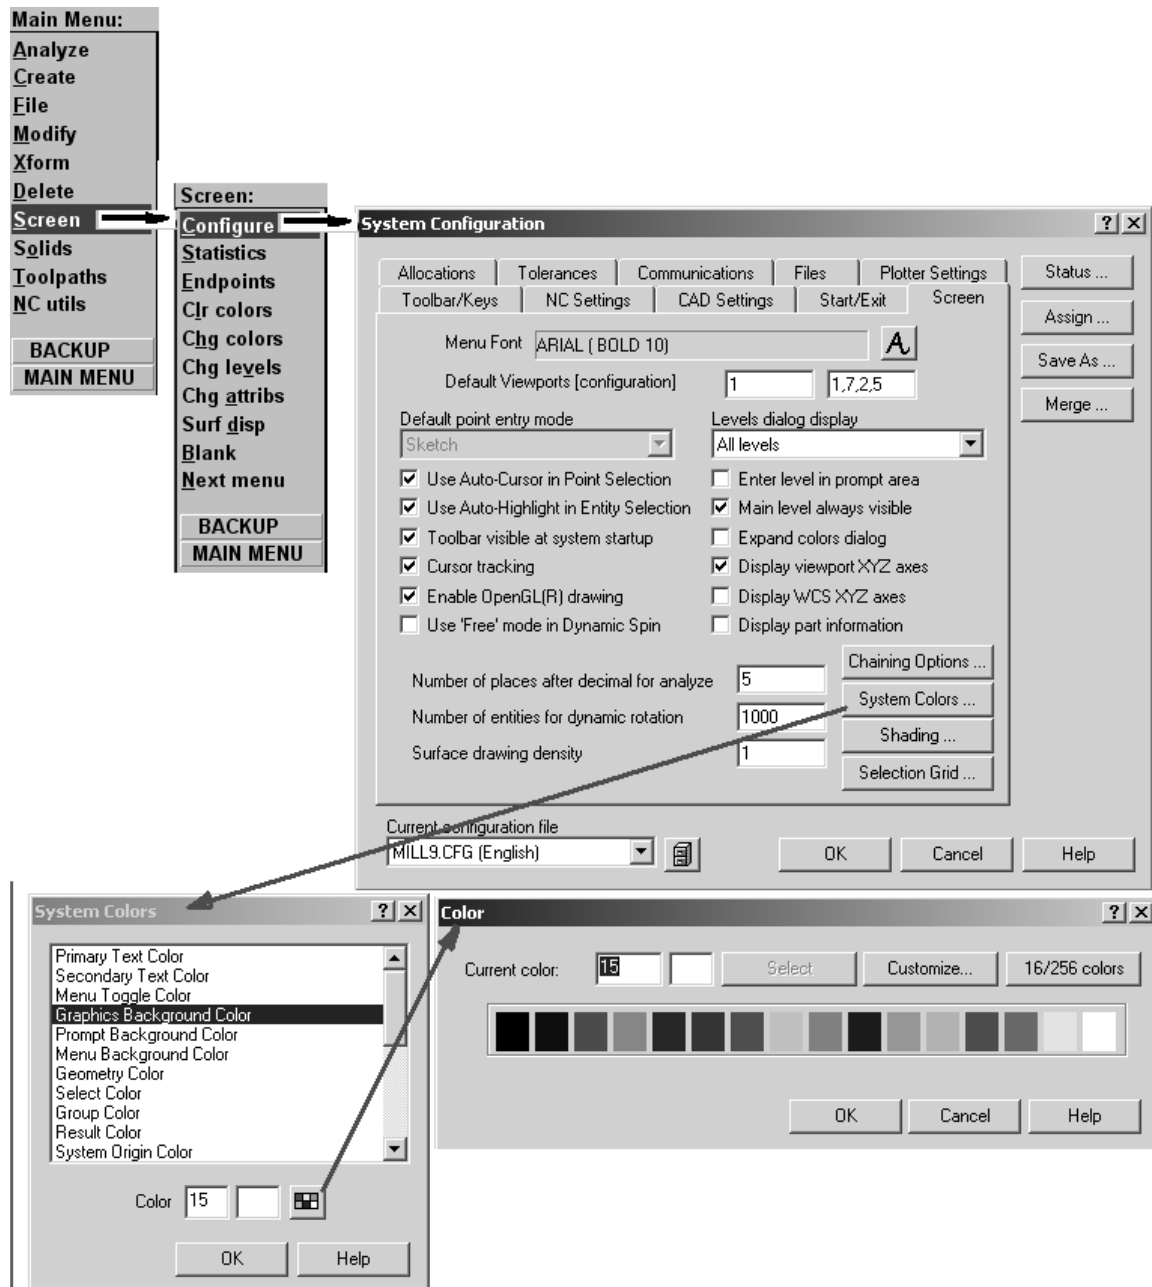 Main Menu:
Analyze
Create
File
Modify
Xform
Delete
Screen
Solids
Toolpaths
NC utils
BACKUP
MAIN MENU
Screen:
Configure
Statistics
Endpoints
Clr colors
Chg colors
Chg levels
Chg attribs
Surf disp
Blank
Next menu
BACKUP
MAIN MENU
System Configuration
Allocations Tolerances Communications Files Plotter Settings
Toolbar/Keys NC Settings CAD Settings Start/Exit Screen
Menu Font ARIAL ( BOLD 10) A
Default Viewports [configuration] 1 1,7,2,5
Default point entry mode Levels dialog display
Sketch All levels
Use Auto-Cursor in Point Selection Enter level in prompt area
Use Auto-Highlight in Entity Selection Main level always visible
Toolbar visible at system startup Expand colors dialog
Cursor tracking Display viewport XYZ axes
Enable OpenGL(R) drawing Display WCS XYZ axes
Use 'Free' mode in Dynamic Spin Display part information
Number of places after decimal for analyze 5
Number of entities for dynamic rotation 1000
Surface drawing density 1
Chaining Options ...
System Colors ...
Shading ...
Selection Grid ...
Status ...
Assign ...
Save As ...
Merge ...
Current configuration file
MILL9.CFG (English) OK Cancel Help
System Colors
Primary Text Color
Secondary Text Color
Menu Toggle Color
Graphics Background Color
Prompt Background Color
Menu Background Color
Geometry Color
Select Color
Group Color
Result Color
System Origin Color
Color 15
OK Help
Color
Current color: 15 Select Customize... 16/256 colors
OK Cancel Help